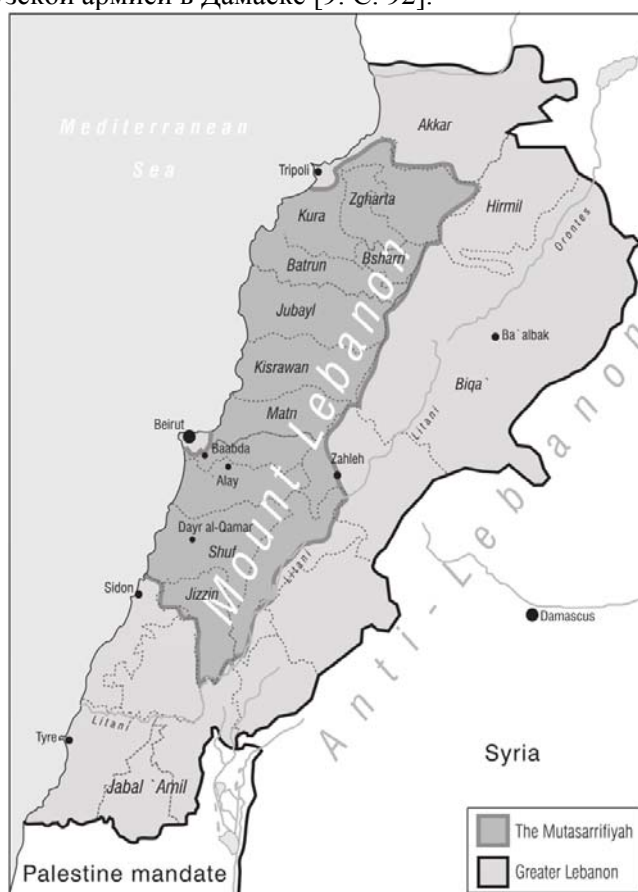 зской армией в Дамаске [9. С. 92].
Mediterranean
Sea
Akkar
Tripoli
Zgharta
Hirmil
Kura
Orontes
Bsharri
Batrun
Jubayl
Ba`albak
Kisrawan
Biqa`
Matn
Litani
Beirut
Baabda
Zahleh
`Alay
Mount Lebanon
Anti-Lebanon
Dayr al-Qamar
Shuf
Litani
Jizzin
Sidon
Damascus
Litani
Tyre
Syria
Jabal `Amil
The Mutasarrifiyah
Palestine mandate
Greater Lebanon